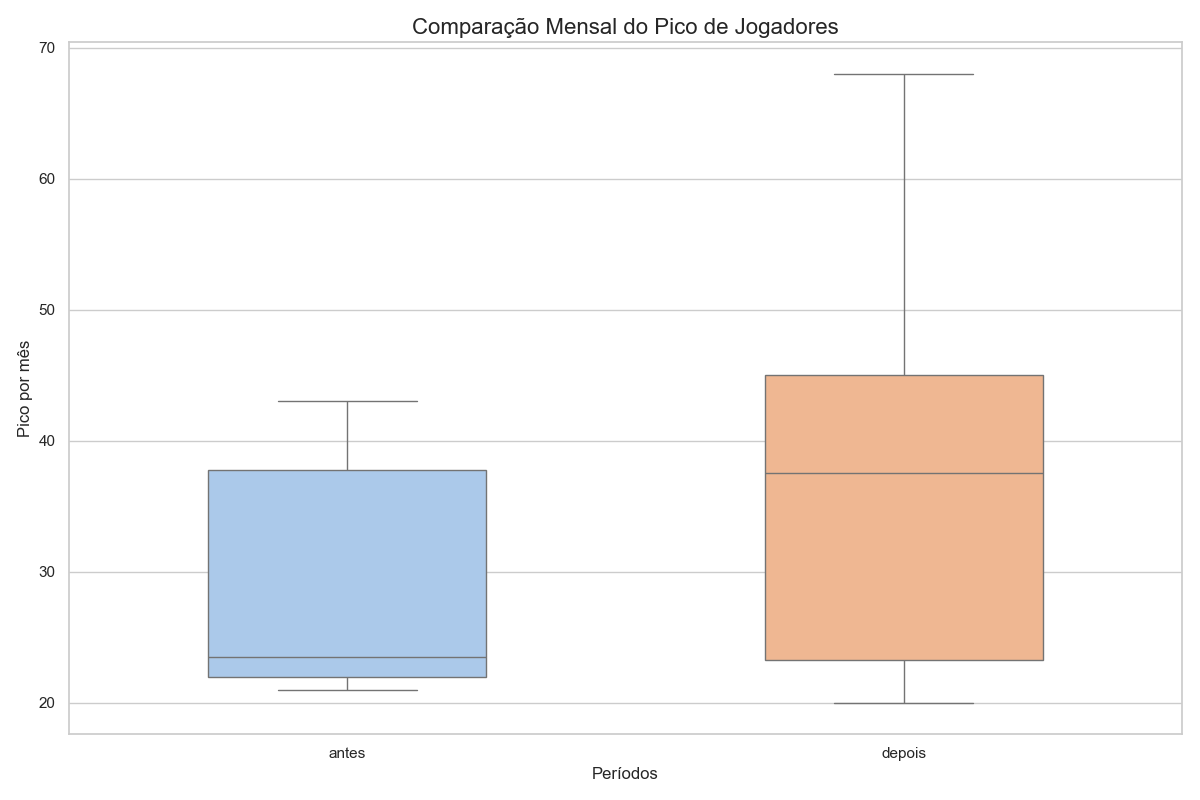 Comparação Mensal do Pico de Jogadores
70
60
50
40
30
20
Pico por mês
antes
depois
Períodos